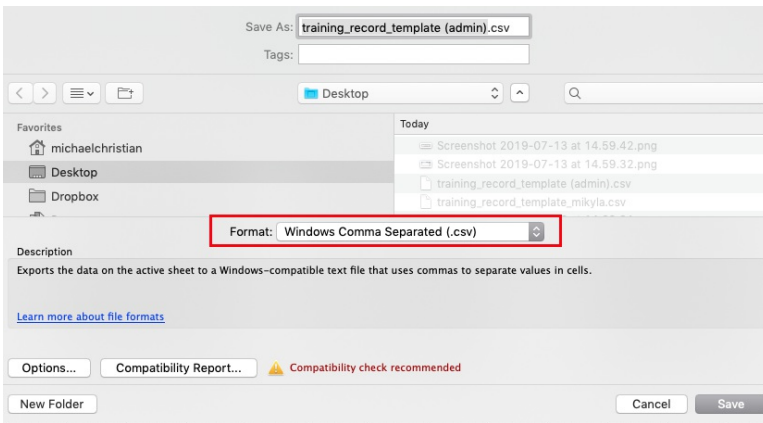 Save As: training_record_template (admin).csv
Tags:
Desktop
Favorites
michaelchristian
Desktop
Dropbox
Today
Screenshot 2019-07-13 at 14.59.42.png
Screenshot 2019-07-13 at 14.59.32.png
training_record_template (admin).csv
training_record_template_mikyla.csv
Format: Windows Comma Separated (.csv)
Description
Exports the data on the active sheet to a Windows-compatible text file that uses commas to separate values in cells.
Learn more about file formats
Options... Compatibility Report... Compatibility check recommended
New Folder Cancel Save